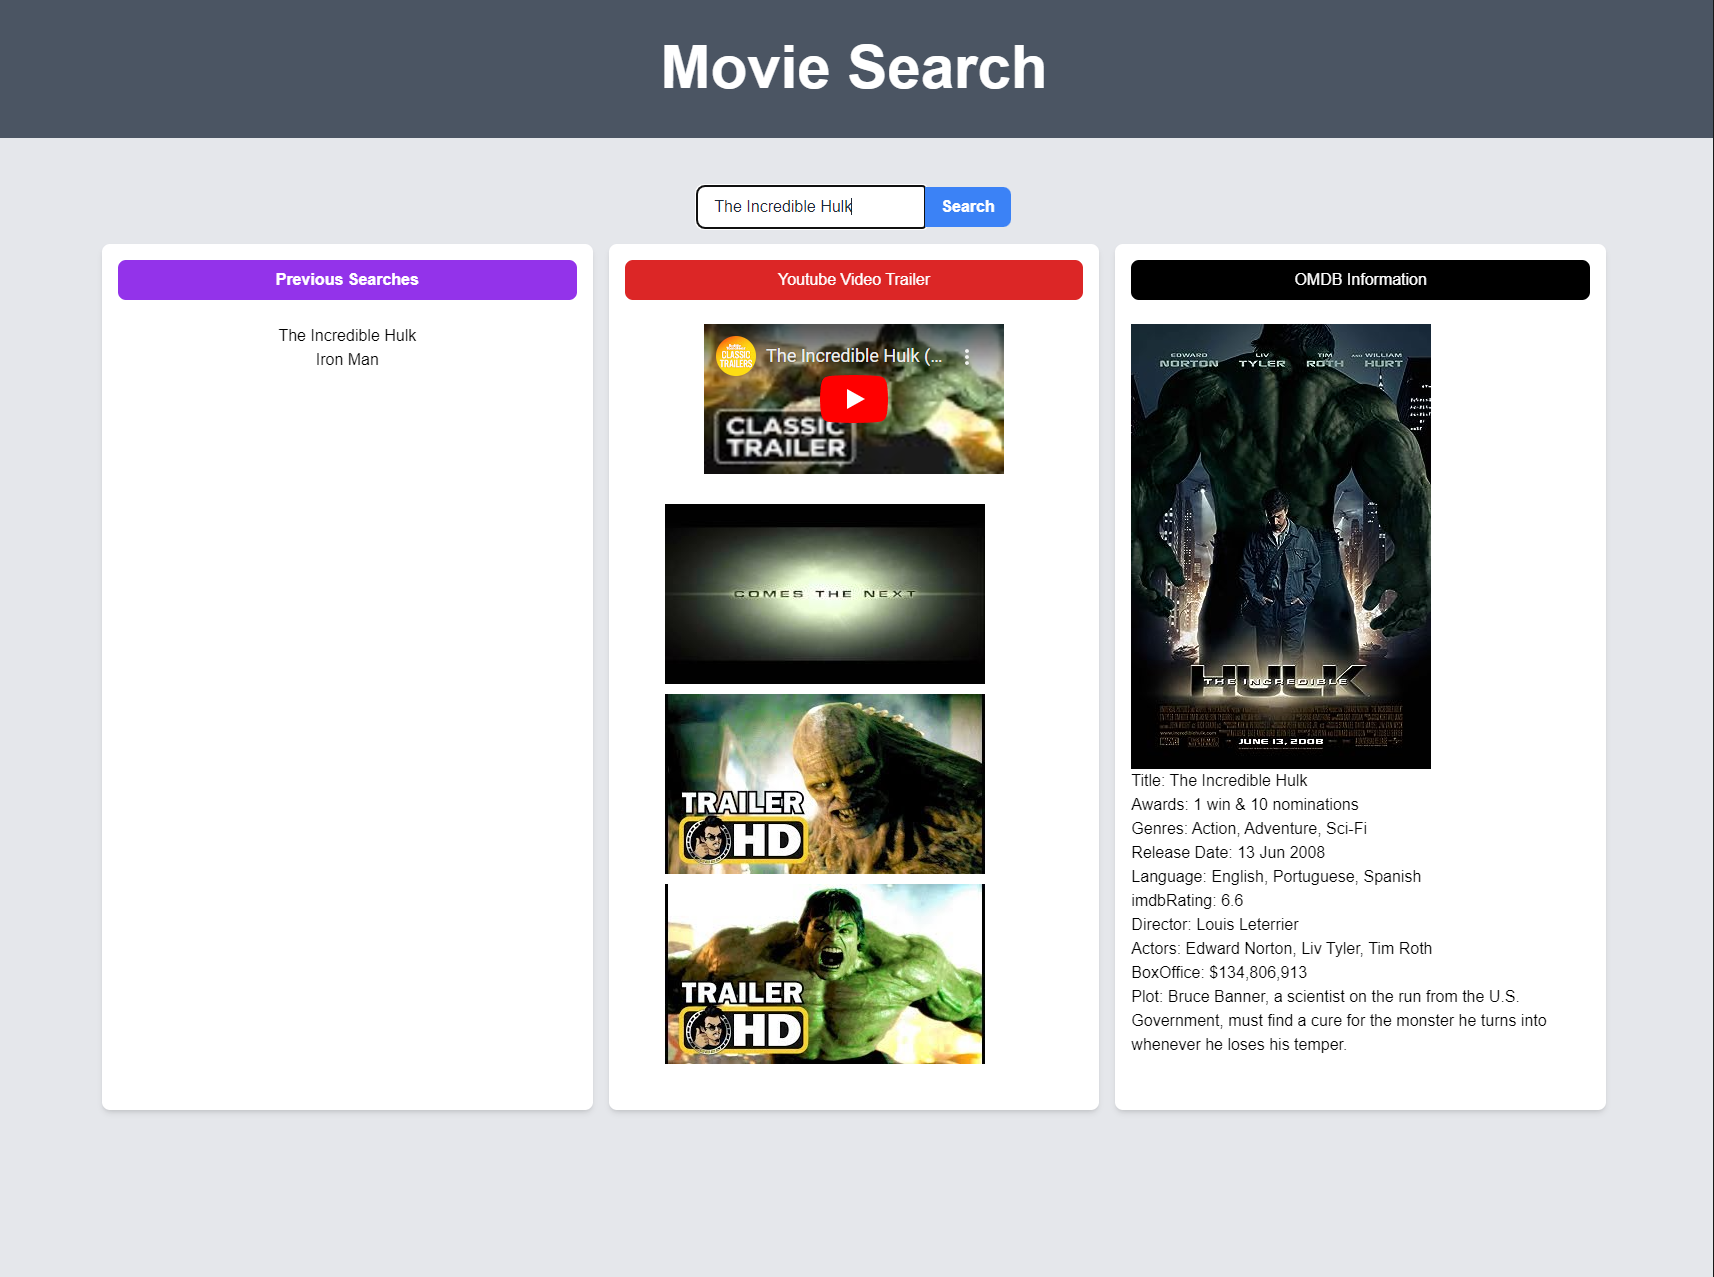 Movie Search
The Incredible Hulk
Search
Previous Searches
The Incredible Hulk
Iron Man
Youtube Video Trailer
CLASSIC
TRAILERS
The Incredible Hulk (...
CLASSIC
TRAILER
COMES THE NEXT
TRAILER
HD
TRAILER
HD
OMDB Information
EDWARD NORTON LIV TYLER TIM ROTH AND WILLIAM HURT
HULK
THE INCREDIBLE
JUNE 13, 2008
Title: The Incredible Hulk
Awards: 1 win & 10 nominations
Genres: Action, Adventure, Sci-Fi
Release Date: 13 Jun 2008
Language: English, Portuguese, Spanish
imdbRating: 6.6
Director: Louis Leterrier
Actors: Edward Norton, Liv Tyler, Tim Roth
BoxOffice: $134,806,913
Plot: Bruce Banner, a scientist on the run from the U.S.
Government, must find a cure for the monster he turns into
whenever he loses his temper.